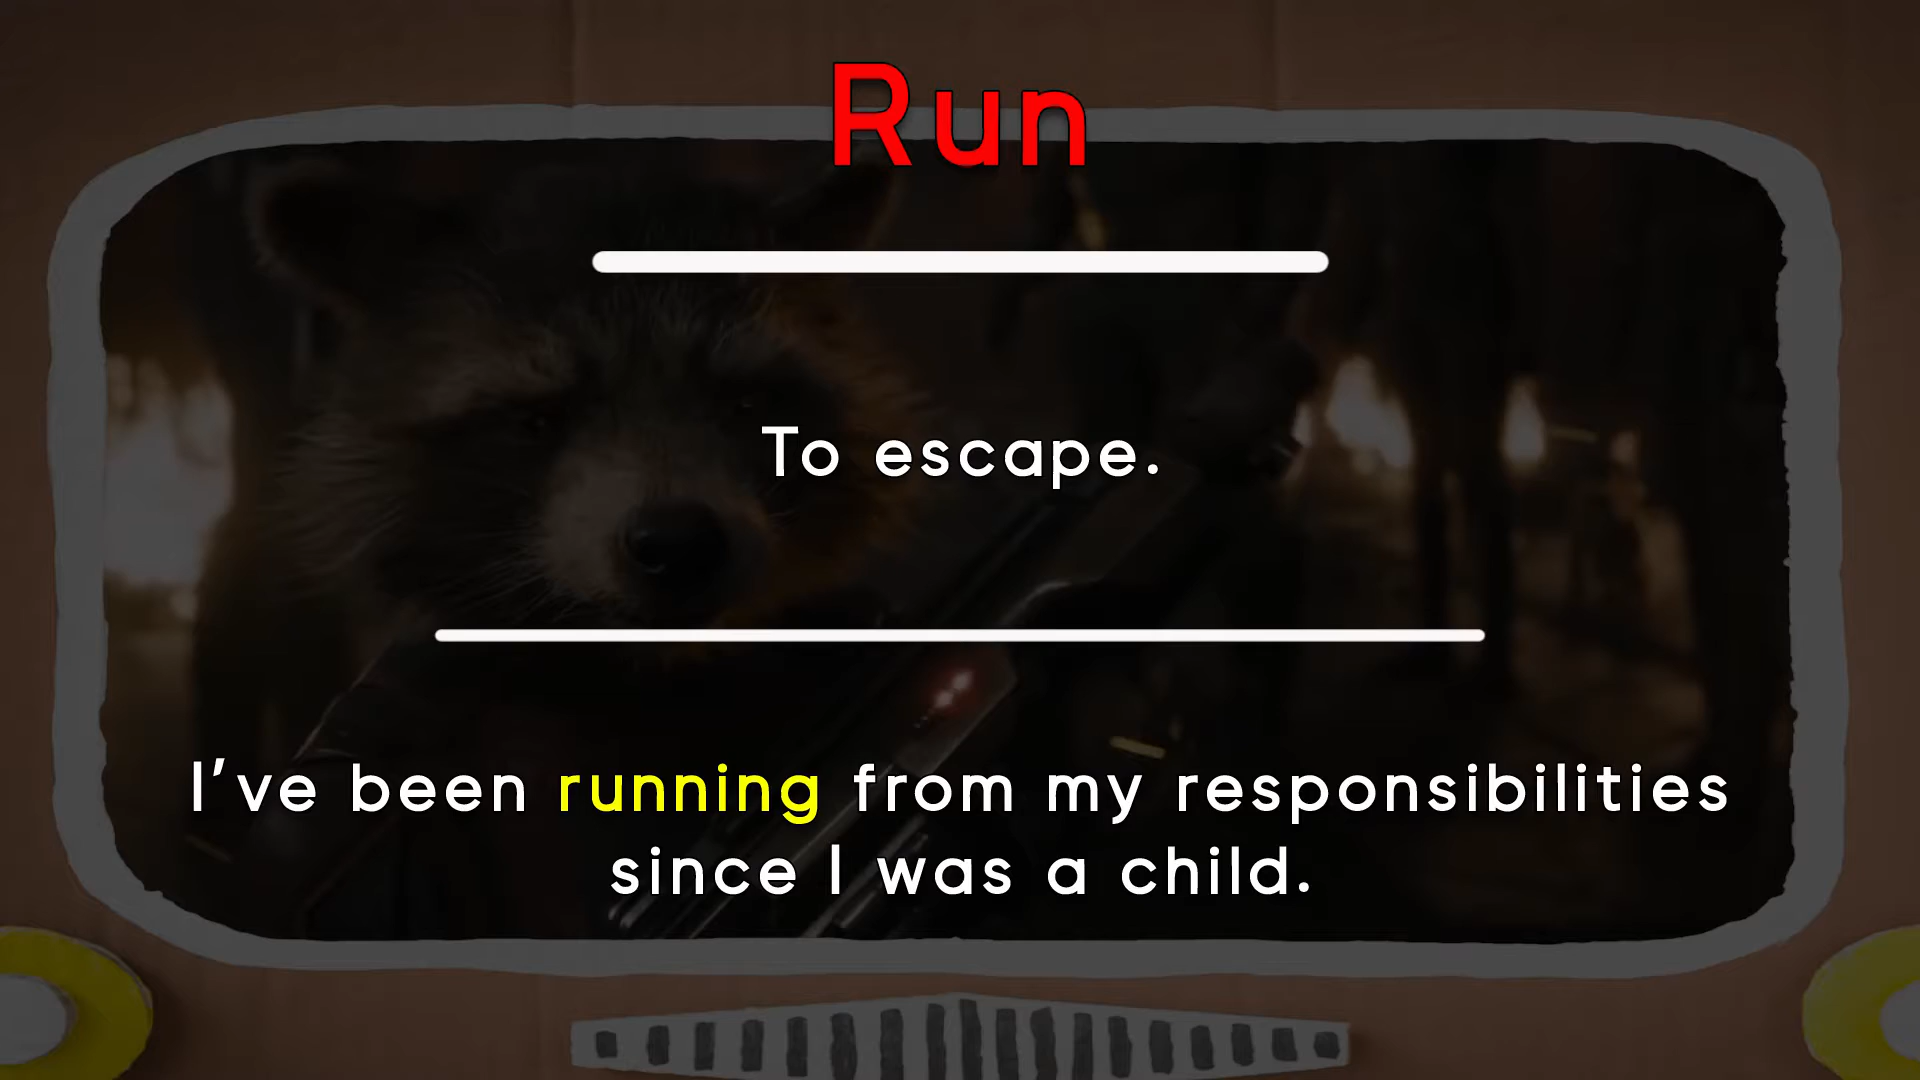 Run
To escape.
I've been running from my responsibilities
since I was a child.